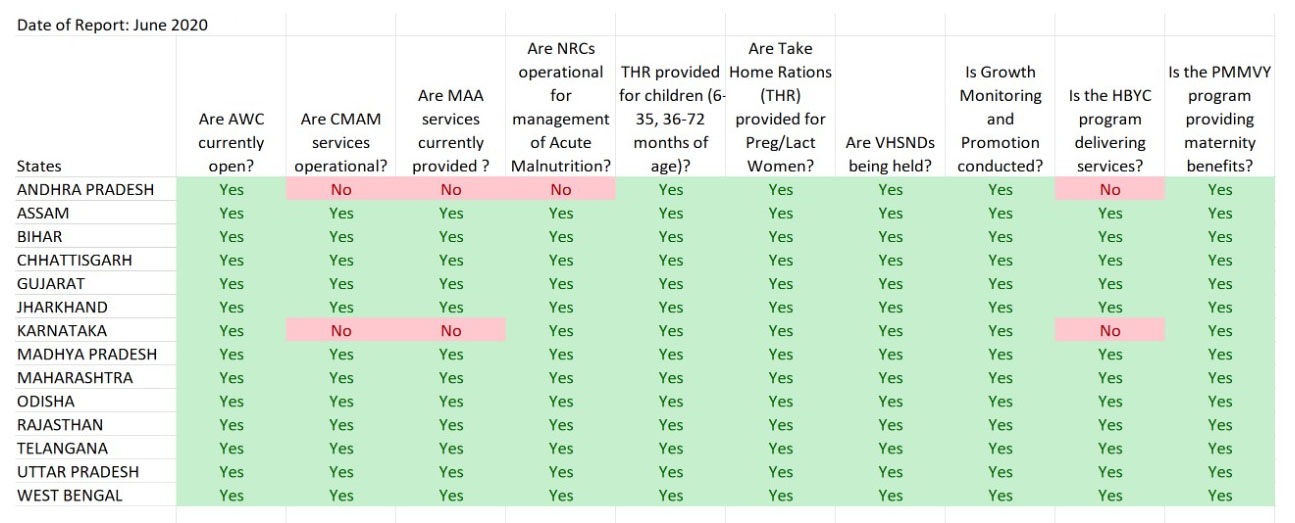 Date of Report: June 2020
States
Are AWC
currently
open?
Are CMAM
services
operational?
Are MAA
services
currently
provided ?
Are NRCs
operational
for
management
of Acute
Malnutrition?
THR provided
for children (6-
35, 36-72
months of
age)?
Are Take
Home Rations
(THR)
provided for
Preg/Lact
Women?
Are VHSNDs
being held?
Is Growth
Monitoring
and
Promotion
conducted?
Is the HBYC
program
delivering
services?
Is the PMMVY
program
providing
maternity
benefits?
ANDHRA PRADESH Yes No No No Yes Yes Yes Yes No Yes
ASSAM Yes Yes Yes Yes Yes Yes Yes Yes Yes Yes
BIHAR Yes Yes Yes Yes Yes Yes Yes Yes Yes Yes
CHHATTISGARH Yes Yes Yes Yes Yes Yes Yes Yes Yes Yes
GUJARAT Yes Yes Yes Yes Yes Yes Yes Yes Yes Yes
JHARKHAND Yes Yes Yes Yes Yes Yes Yes Yes Yes Yes
KARNATAKA Yes No No Yes Yes Yes Yes Yes No Yes
MADHYA PRADESH Yes Yes Yes Yes Yes Yes Yes Yes Yes Yes
MAHARASHTRA Yes Yes Yes Yes Yes Yes Yes Yes Yes Yes
ODISHA Yes Yes Yes Yes Yes Yes Yes Yes Yes Yes
RAJASTHAN Yes Yes Yes Yes Yes Yes Yes Yes Yes Yes
TELANGANA Yes Yes Yes Yes Yes Yes Yes Yes Yes Yes
UTTAR PRADESH Yes Yes Yes Yes Yes Yes Yes Yes Yes Yes
WEST BENGAL Yes Yes Yes Yes Yes Yes Yes Yes Yes Yes